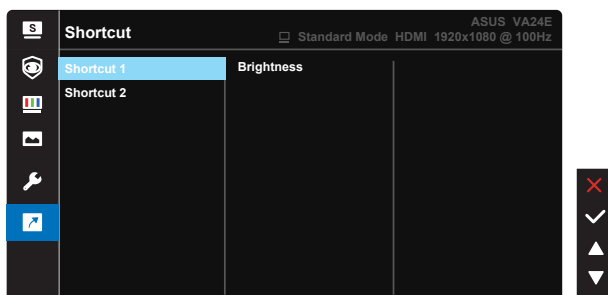 S
Shortcut
ASUS VA24E
Standard Mode HDMI 1920x1080 @ 100Hz
Shortcut 1
Brightness
Shortcut 2